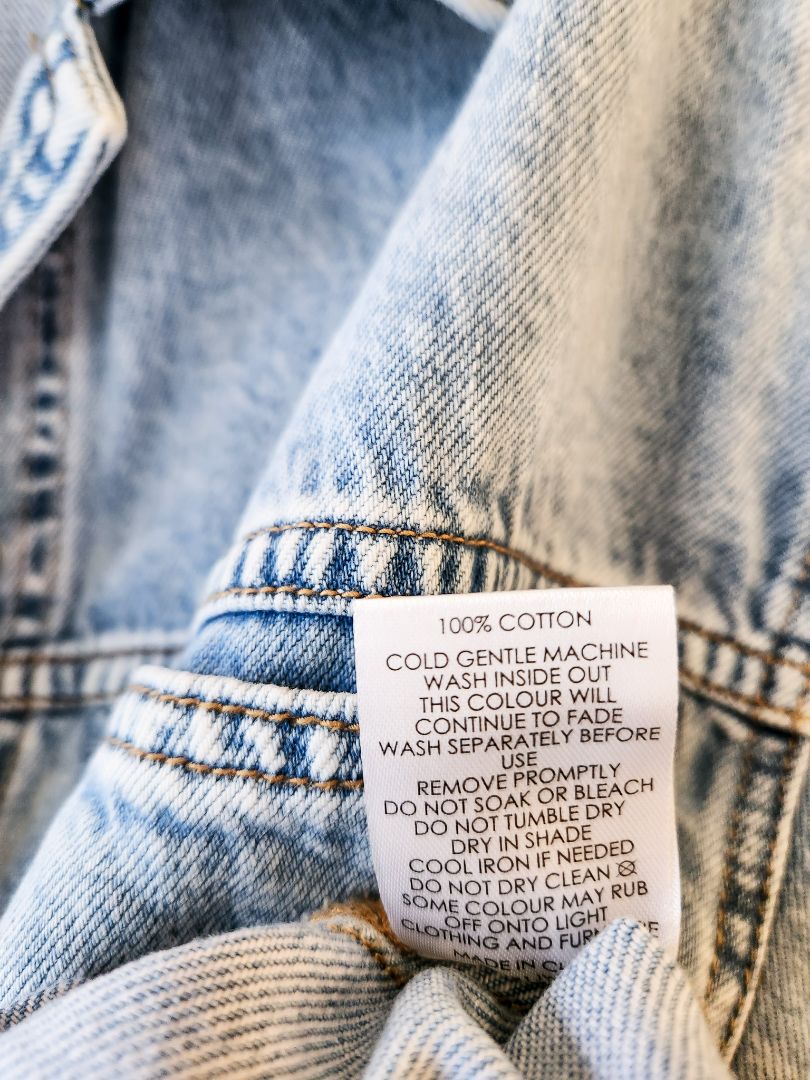 100% COTTON
COLD GENTLE MACHINE
WASH INSIDE OUT
THIS COLOUR WILL
CONTINUE TO FADE
WASH SEPARATELY BEFORE
USE
REMOVE PROMPTLY
DO NOT SOAK OR BLEACH
DO NOT TUMBLE DRY
DRY IN SHADE
COOL IRON IF NEEDED
DO NOT DRY CLEAN
SOME COLOUR MAY RUB
OFF ONTO LIGHT
CLOTHING AND
MADE IN